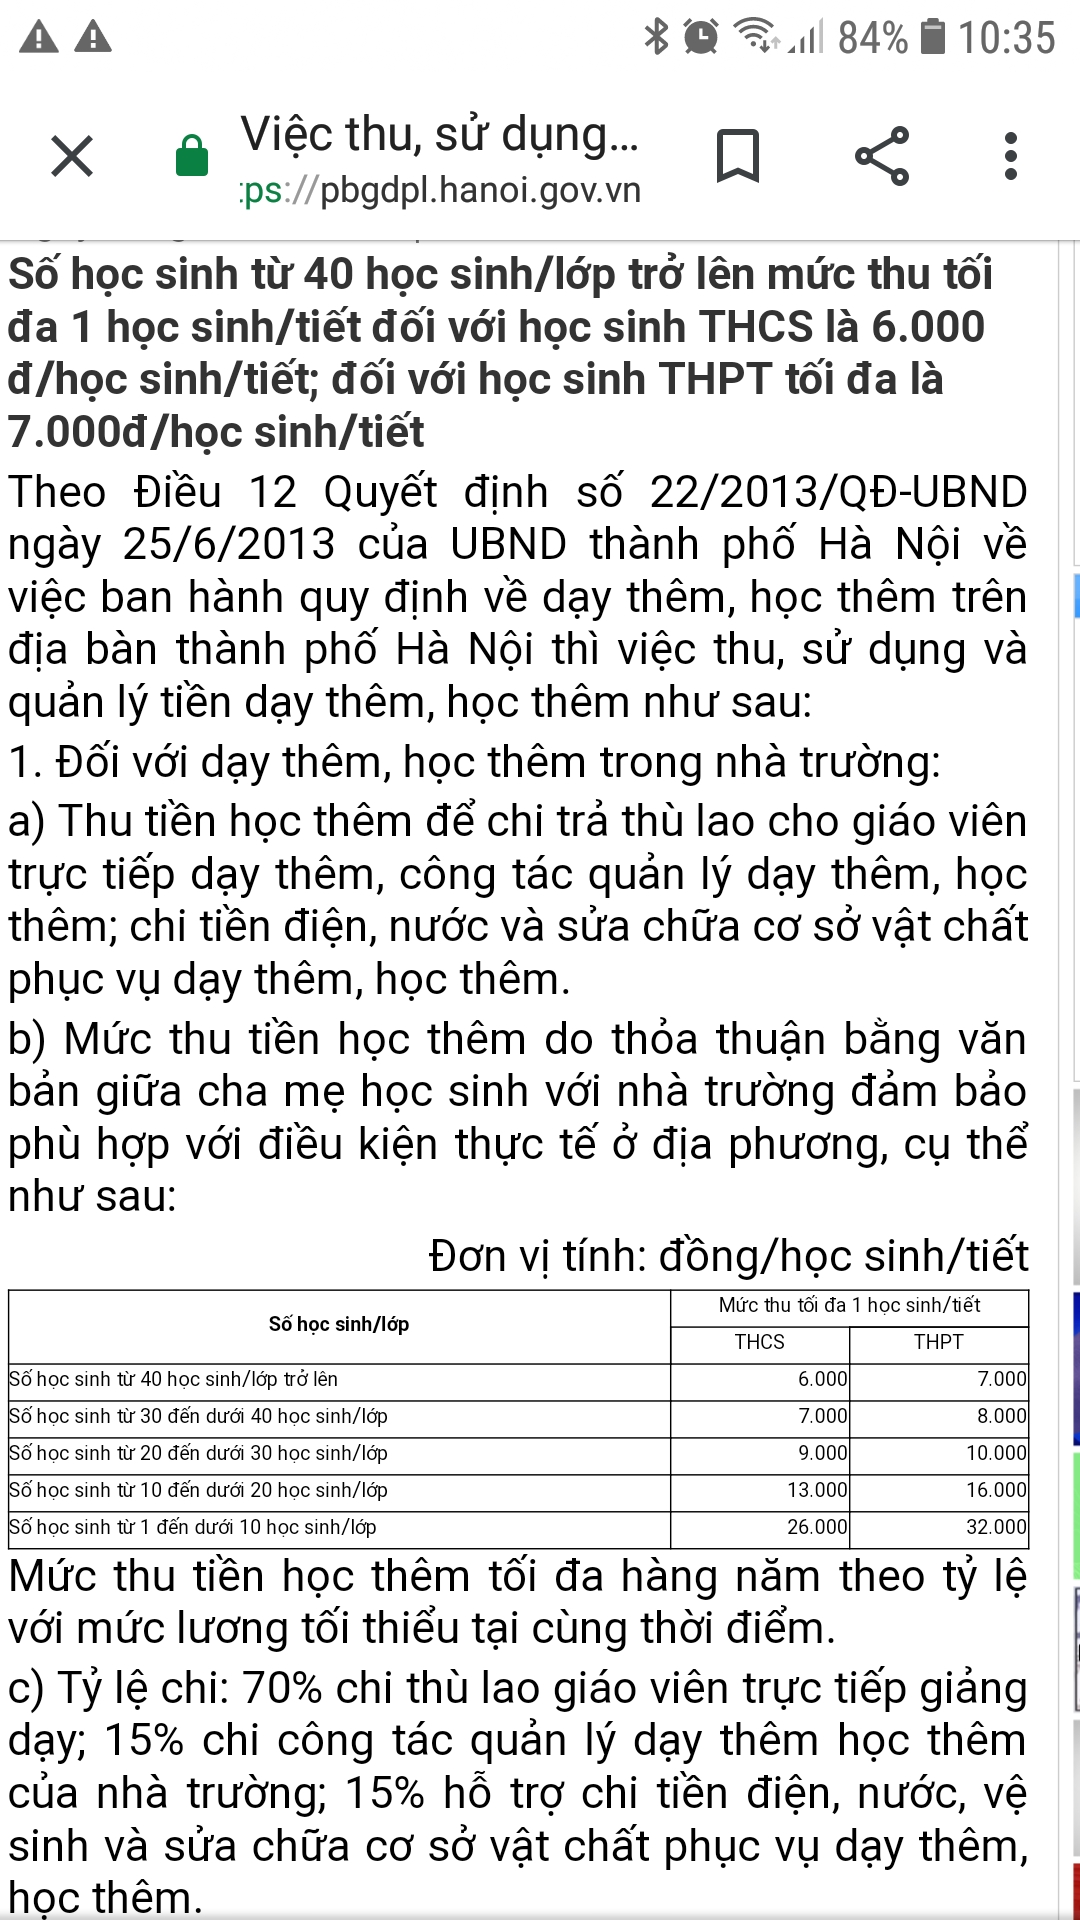 84% 10:35
Việc thu, sử dụng...
ps://pbgdpl.hanoi.gov.vn
Số học sinh từ 40 học sinh/lớp trở lên mức thu tối
đa 1 học sinh/tiết đối với học sinh THCS là 6.000
đ/học sinh/tiết; đối với học sinh THPT tối đa là
7.000đ/học sinh/tiết
Theo Điều 12 Quyết định số 22/2013/QĐ-UBND
ngày 25/6/2013 của UBND thành phố Hà Nội về
việc ban hành quy định về dạy thêm, học thêm trên
địa bàn thành phố Hà Nội thì việc thu, sử dụng và
quản lý tiền dạy thêm, học thêm như sau:
1. Đối với dạy thêm, học thêm trong nhà trường:
a) Thu tiền học thêm để chi trả thù lao cho giáo viên
trực tiếp dạy thêm, công tác quản lý dạy thêm, học
thêm; chi tiền điện, nước và sửa chữa cơ sở vật chất
phục vụ dạy thêm, học thêm.
b) Mức thu tiền học thêm do thỏa thuận bằng văn
bản giữa cha mẹ học sinh với nhà trường đảm bảo
phù hợp với điều kiện thực tế ở địa phương, cụ thể
như sau:
Đơn vị tính: đồng/học sinh/tiết
Số học sinh/lớp Mức thu tối đa 1 học sinh/tiết
THCS THPT
Số học sinh từ 40 học sinh/lớp trở lên 6.000 7.000
Số học sinh từ 30 đến dưới 40 học sinh/lớp 7.000 8.000
Số học sinh từ 20 đến dưới 30 học sinh/lớp 9.000 10.000
Số học sinh từ 10 đến dưới 20 học sinh/lớp 13.000 16.000
Số học sinh từ 1 đến dưới 10 học sinh/lớp 26.000 32.000
Mức thu tiền học thêm tối đa hàng năm theo tỷ lệ
với mức lương tối thiểu tại cùng thời điểm.
c) Tỷ lệ chi: 70% chi thù lao giáo viên trực tiếp giảng
dạy; 15% chi công tác quản lý dạy thêm học thêm
của nhà trường; 15% hỗ trợ chi tiền điện, nước, vệ
sinh và sửa chữa cơ sở vật chất phục vụ dạy thêm,
học thêm.